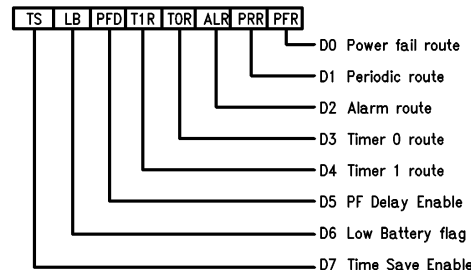 TS LB PFD T1R T0R ALR PRR PFR
D0 Power fail route
D1 Periodic route
D2 Alarm route
D3 Timer 0 route
D4 Timer 1 route
D5 PF Delay Enable
D6 Low Battery flag
D7 Time Save Enable